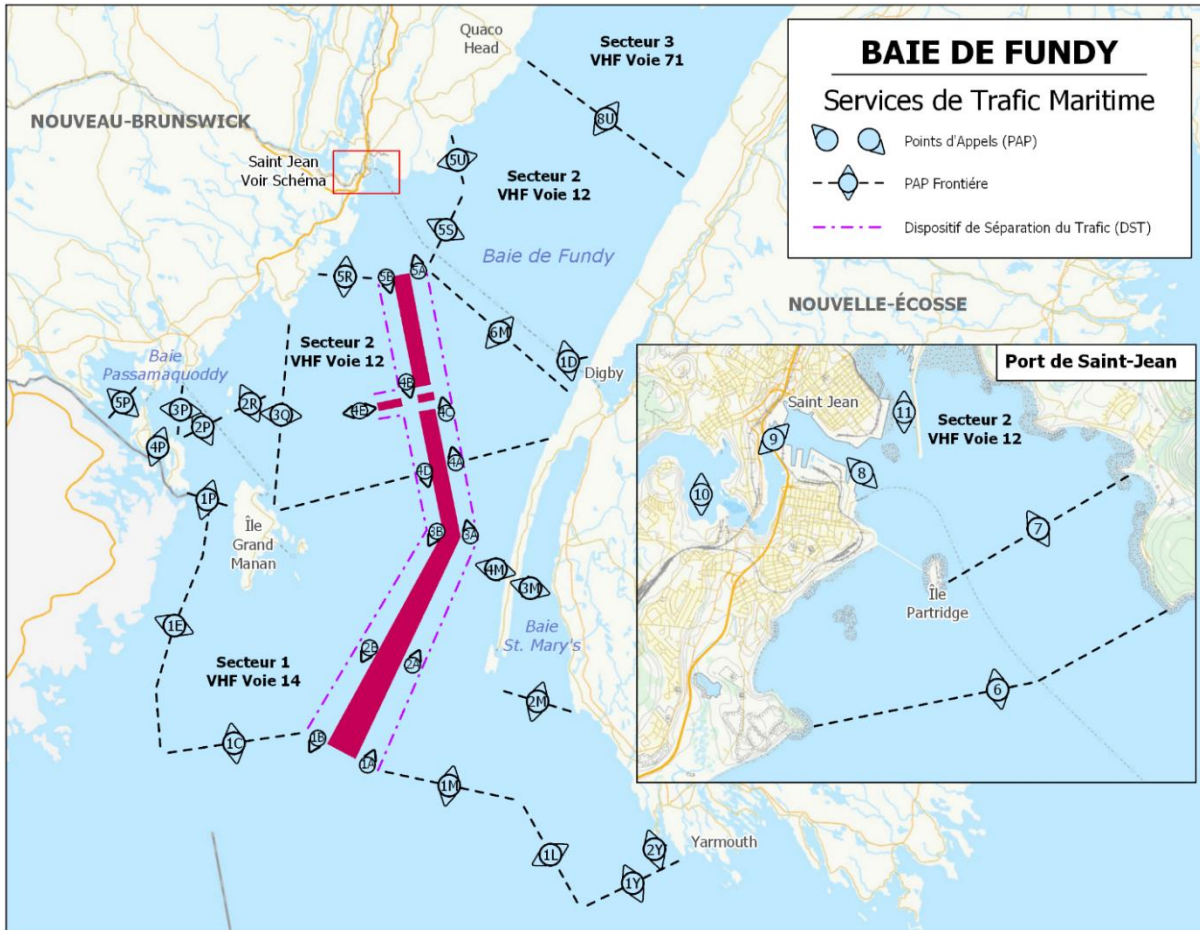 Quaco
Head
Secteur 3
VHF Voie 71
BAIE DE FUNDY
Services de Trafic Maritime
Points d'Appels (PAP)
PAP Frontiére
Dispositif de Séparation du Trafic (DST)
NOUVEAU-BRUNSWICK
8U
Saint Jean
Voir Schéma
5U
Secteur 2
VHF Voie 12
5S
Baie de Fundy
5R
5B
5A
NOUVELLE-ÉCOSSE
Secteur 2
VHF Voie 12
6M
1D
Digby
Baie
Passamaquoddy
5P
3P
2P
2R
3Q
4E
4C
4P
4D
4A
1P
Île
Grand
Manan
3B
3A
4M
3M
Baie
St. Mary's
1E
2B
2A
Secteur 1
VHF Voie 14
2M
1C
1B
1A
1M
1L
2Y
1Y
Yarmouth
Port de Saint-Jean
Saint Jean
11
Secteur 2
VHF Voie 12
9
8
10
7
Île
Partridge
6